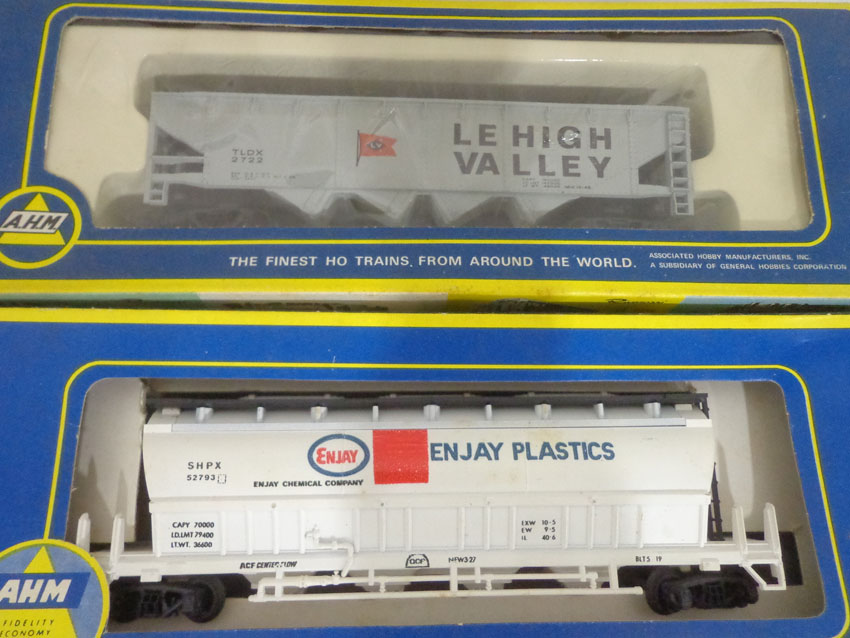 TLDX
2722
LEHIGH
VALLEY
A.H.M.
THE FINEST HO TRAINS, FROM AROUND THE WORLD.
ASSOCIATED HOBBY MANUFACTURERS, INC.
A SUBSIDIARY OF GENERAL HOBBIES CORPORATION
SHPX
52793
ENJAY
ENJAY CHEMICAL COMPANY
ENJAY PLASTICS
CAPY 70000
LD.LMT 79400
LT.WT. 36600
EXW 10-5
EW 9-5
IL 40-6
ACF CENTER FLOW
ACF
BLT 5 19
AHM
FIDELITY
ECONOMY